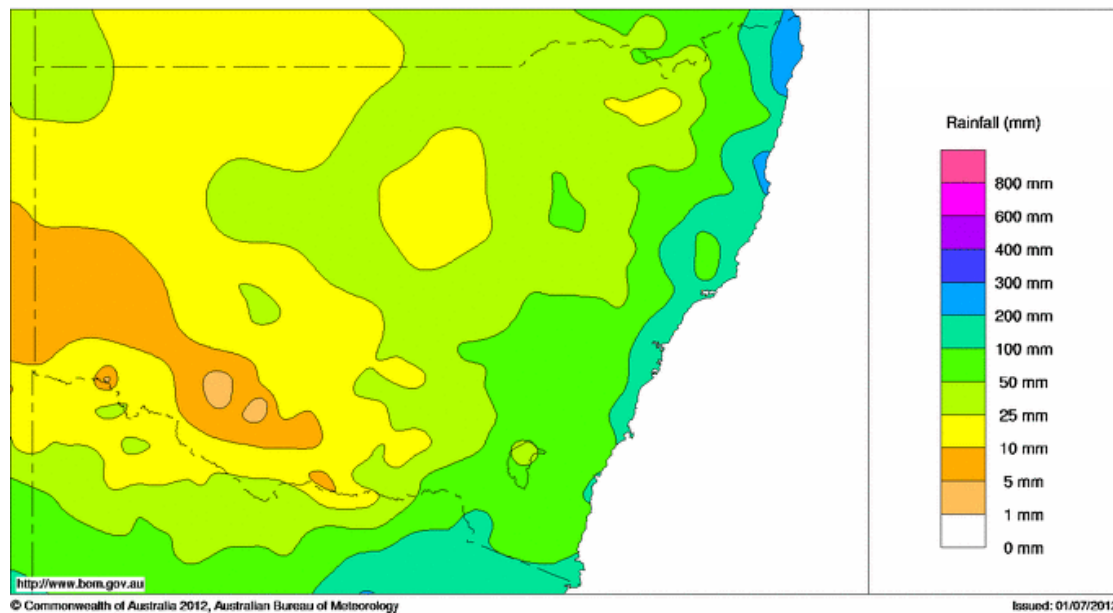 Rainfall (mm)
800 mm
600 mm
400 mm
300 mm
200 mm
100 mm
50 mm
25 mm
10 mm
5 mm
1 mm
0 mm
http://www.bom.gov.au
© Commonwealth of Australia 2012, Australian Bureau of Meteorology
Issued: 01/07/2012